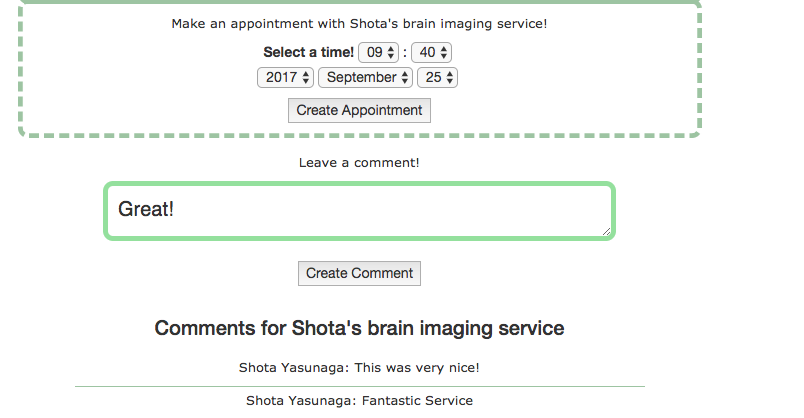 Make an appointment with Shota's brain imaging service!
Select a time! 09 : 40
2017 September 25
Create Appointment
Leave a comment!
Great!
Create Comment
Comments for Shota's brain imaging service
Shota Yasunaga: This was very nice!
Shota Yasunaga: Fantastic Service